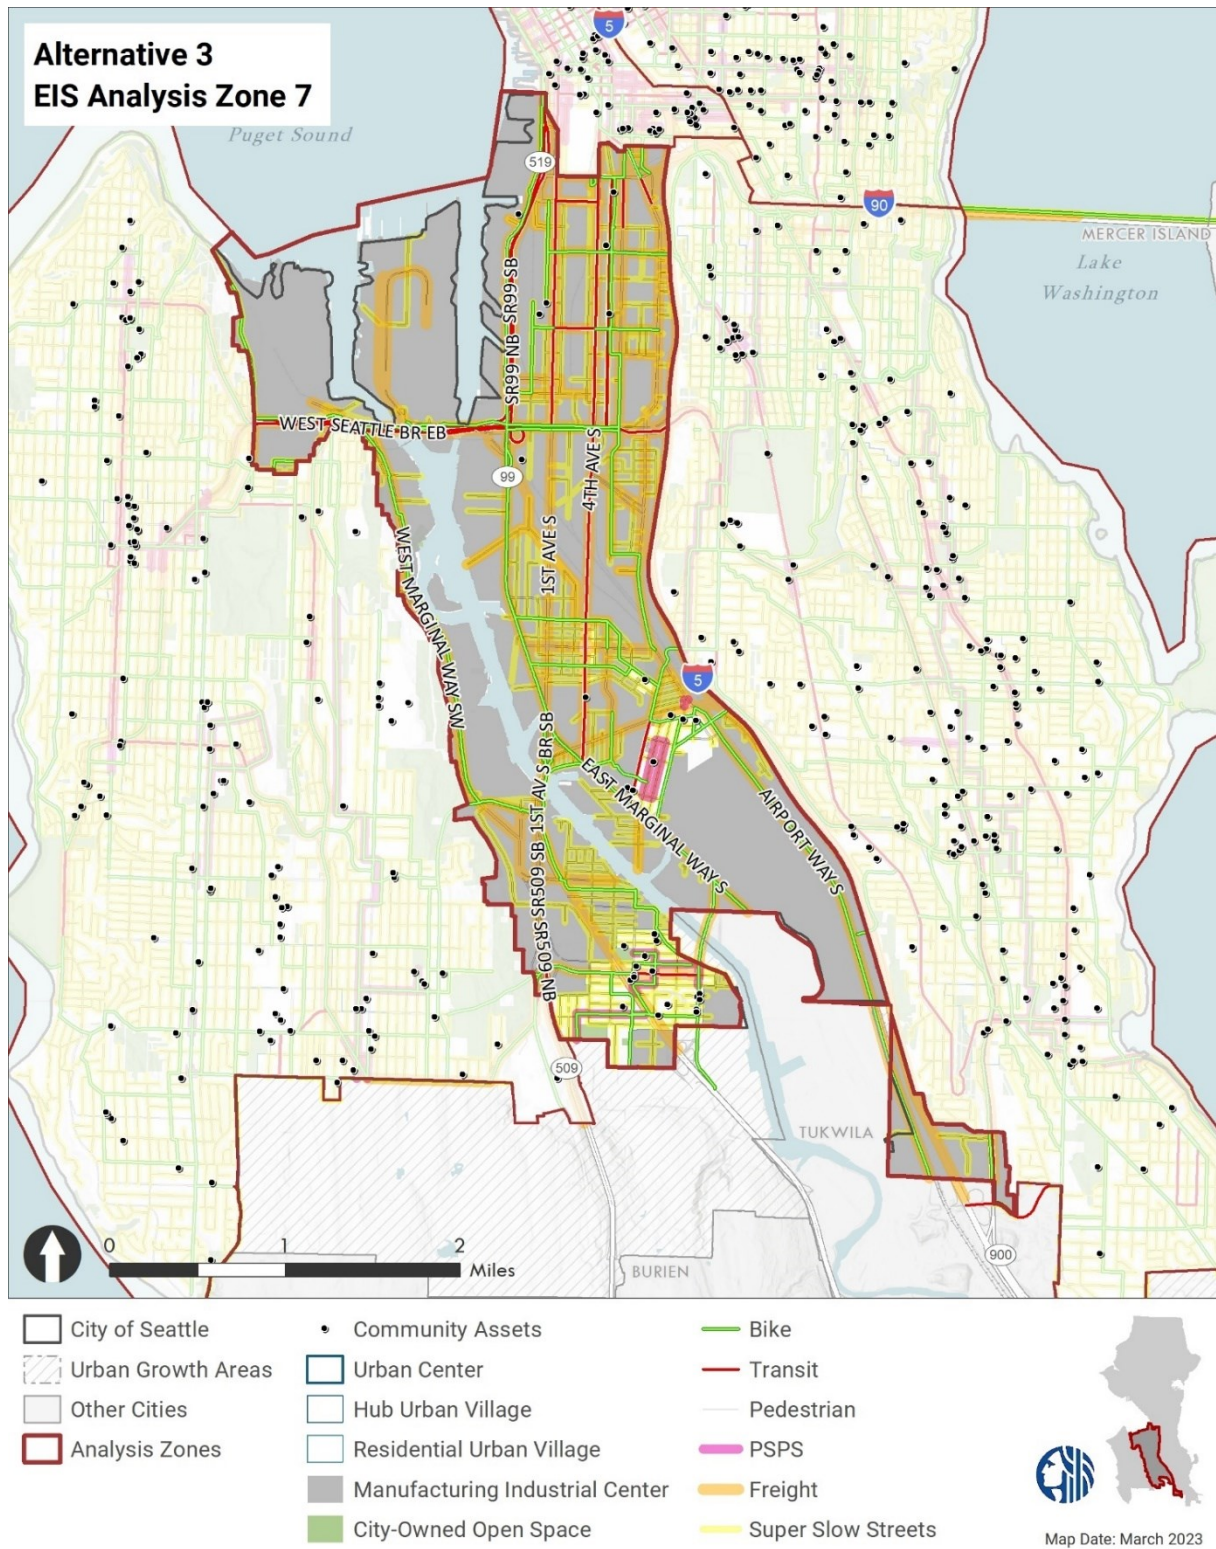 Alternative 3
EIS Analysis Zone 7
Puget Sound
5
519
90
MERCER ISLAND
Lake
Washington
SR99 NB SR99 SB
WEST SEATTLE BR EB
99
4TH AVE S
1ST AVE S
WEST MARGINAL WAY SW
5
EAST MARGINAL WAY S
AIRPORT WAY S
SR509 SB 1ST AV S BR SB
SR509 NB
509
TUKWILA
900
BURIEN
0 1 2
Miles
City of Seattle
Urban Growth Areas
Other Cities
Analysis Zones
Community Assets
Urban Center
Hub Urban Village
Residential Urban Village
Manufacturing Industrial Center
City-Owned Open Space
Bike
Transit
Pedestrian
PSPS
Freight
Super Slow Streets
Map Date: March 2023